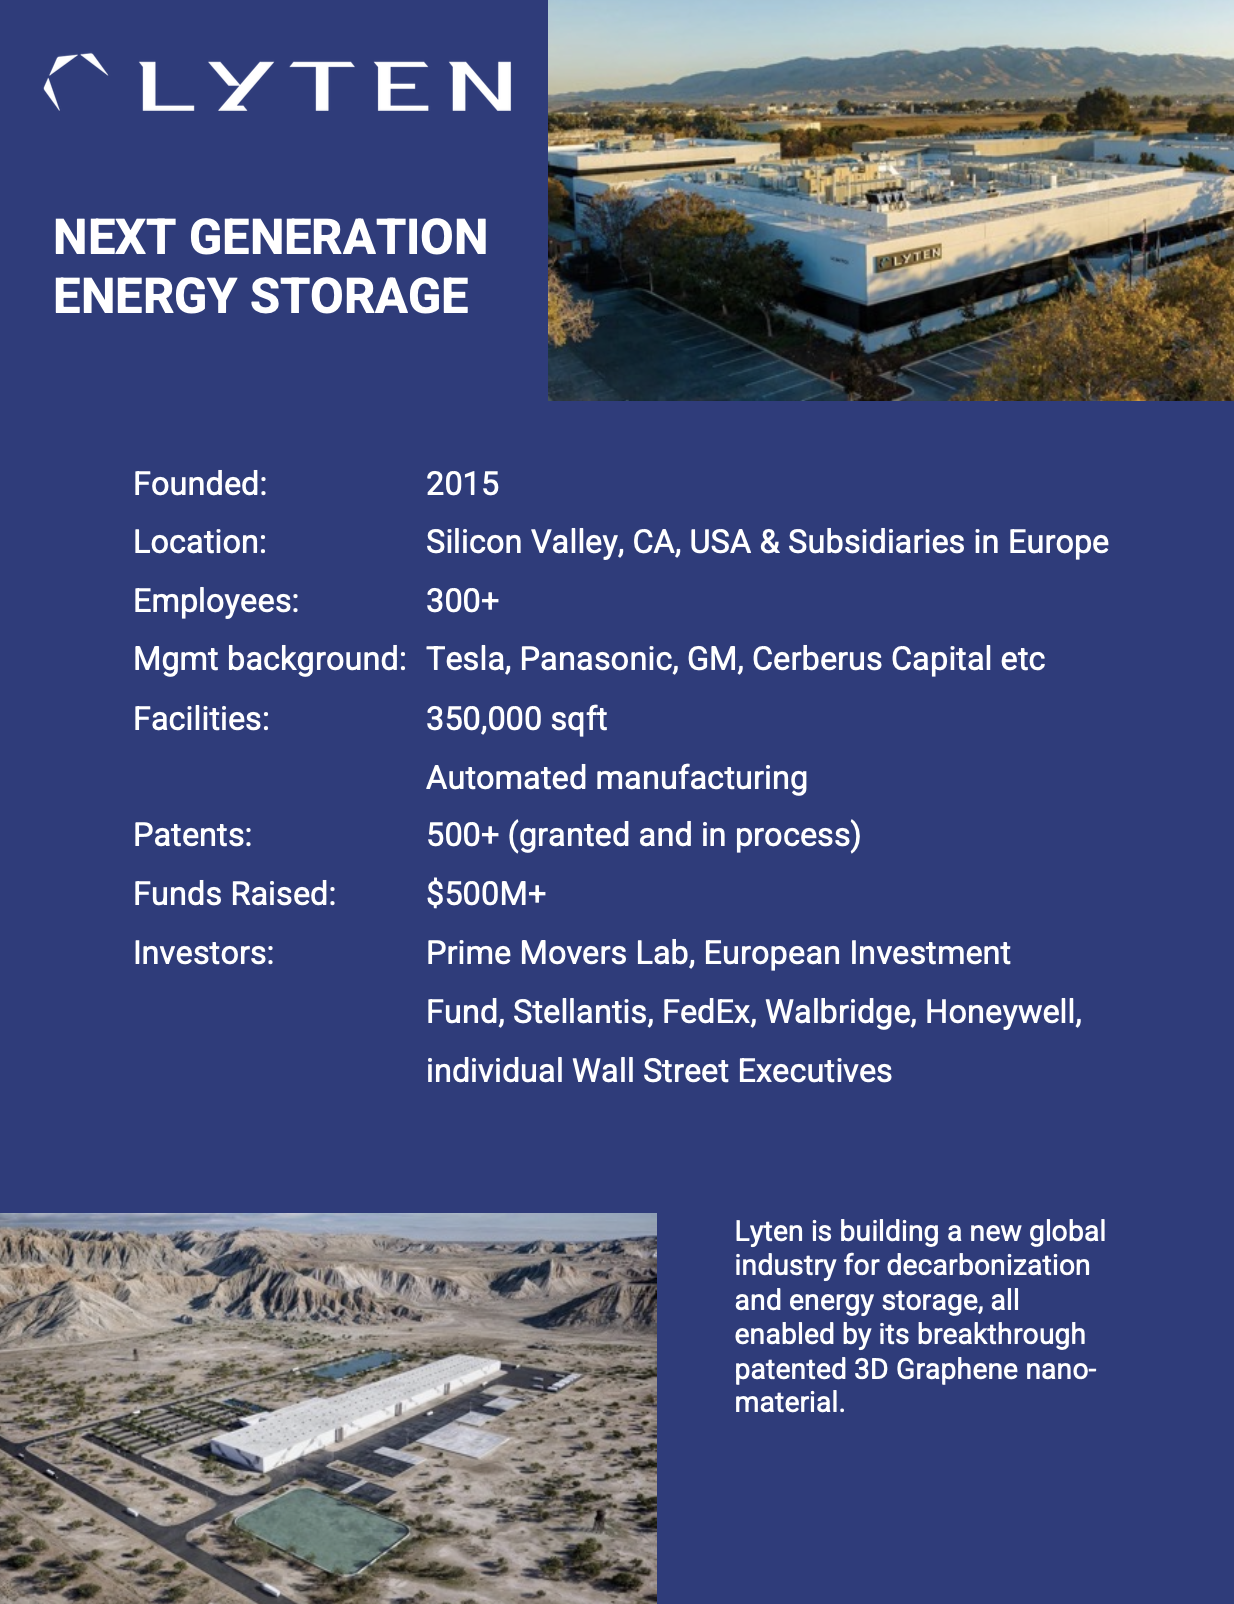 LYTEN
NEXT GENERATION
ENERGY STORAGE
LYTEN
Founded: 2015
Location: Silicon Valley, CA, USA & Subsidiaries in Europe
Employees: 300+
Mgmt background: Tesla, Panasonic, GM, Cerberus Capital etc
Facilities: 350,000 sqft
Automated manufacturing
Patents: 500+ (granted and in process)
Funds Raised: $500M+
Investors: Prime Movers Lab, European Investment
Fund, Stellantis, FedEx, Walbridge, Honeywell,
individual Wall Street Executives
Lyten is building a new global
industry for decarbonization
and energy storage, all
enabled by its breakthrough
patented 3D Graphene nano-
material.